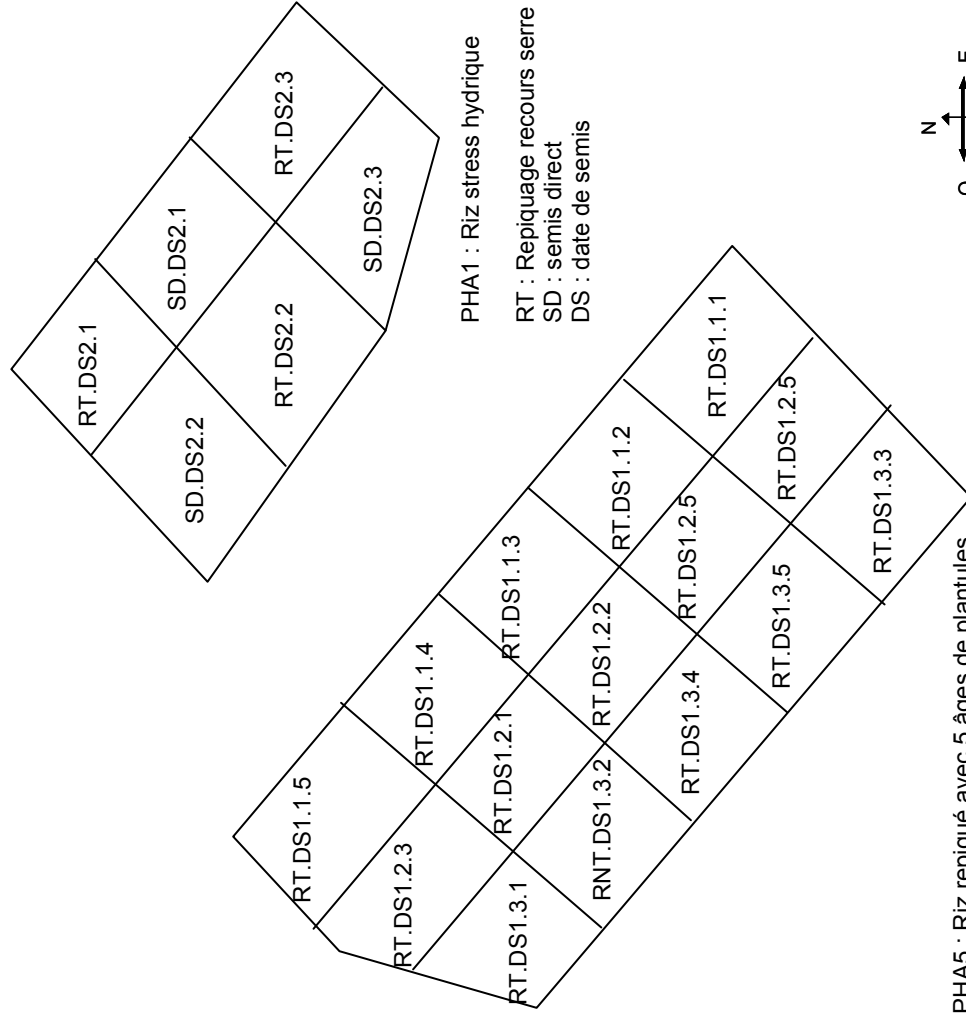 RT.DS2.3
SD.DS2.1
RT.DS2.1
SD.DS2.3
RT.DS2.2
SD.DS2.2
PHA1 : Riz stress hydrique
RT : Repiquage recours serre
SD : semis direct
DS : date de semis
N
RT.DS1.1.1
RT.DS1.1.2
RT.DS1.1.3
RT.DS1.1.4
RT.DS1.1.5
RT.DS1.2.5
RT.DS1.2.5
RT.DS1.2.2
RT.DS1.2.1
RT.DS1.2.3
RT.DS1.3.3
RT.DS1.3.5
RT.DS1.3.4
RNT.DS1.3.2
RT.DS1.3.1
PHA5 : Riz repiqué avec 5 âges de plantules